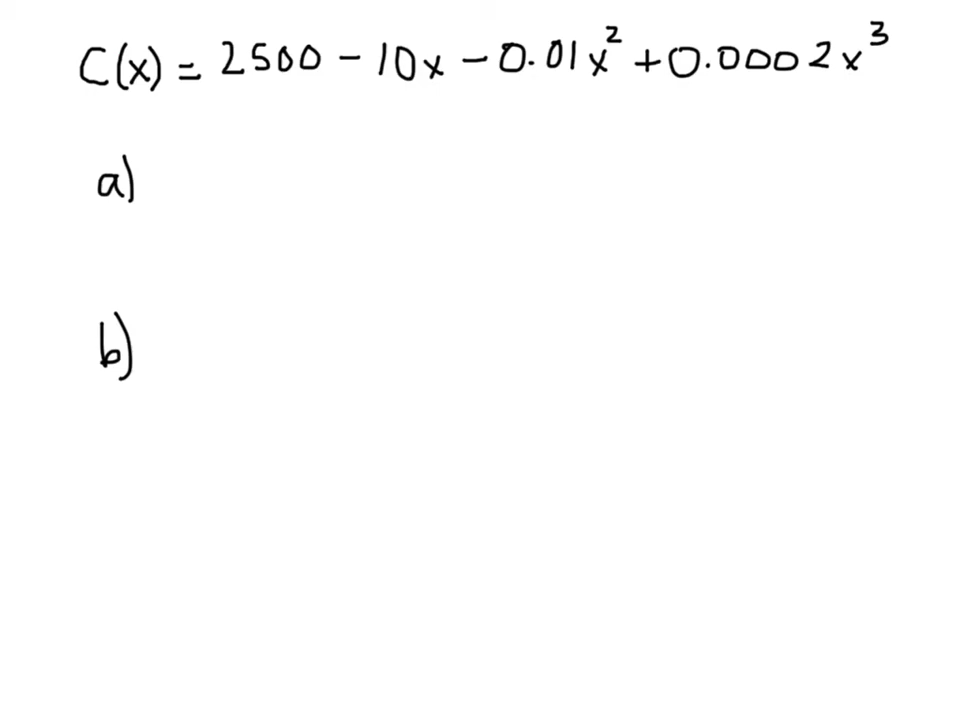 C(x) = 2500 - 10x - 0.01x² + 0.0002x³
a)
b)